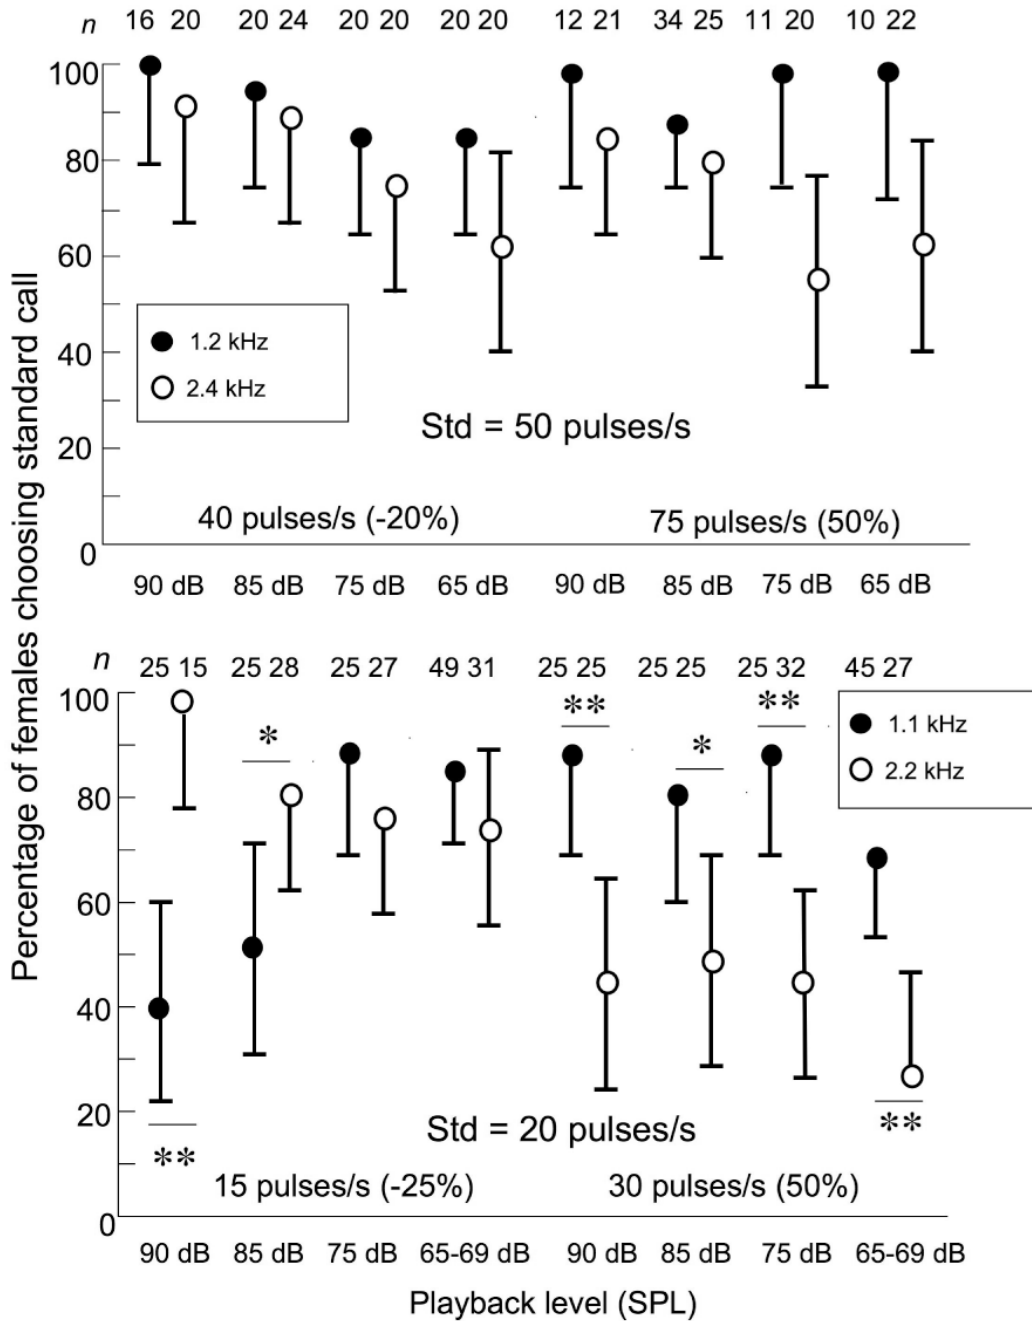 n 16 20 20 24 20 20 20 20 12 21 34 25 11 20 10 22
100
80
60
40
20
0
Percentage of females choosing standard call
1.2 kHz
2.4 kHz
Std = 50 pulses/s
40 pulses/s (-20%) 75 pulses/s (50%)
90 dB 85 dB 75 dB 65 dB 90 dB 85 dB 75 dB 65 dB
n 25 15 25 28 25 27 49 31 25 25 25 25 25 32 45 27
100
80
60
40
20
0
** * **
*
1.1 kHz
2.2 kHz
** **
Std = 20 pulses/s
15 pulses/s (-25%) 30 pulses/s (50%)
90 dB 85 dB 75 dB 65-69 dB 90 dB 85 dB 75 dB 65-69 dB
Playback level (SPL)